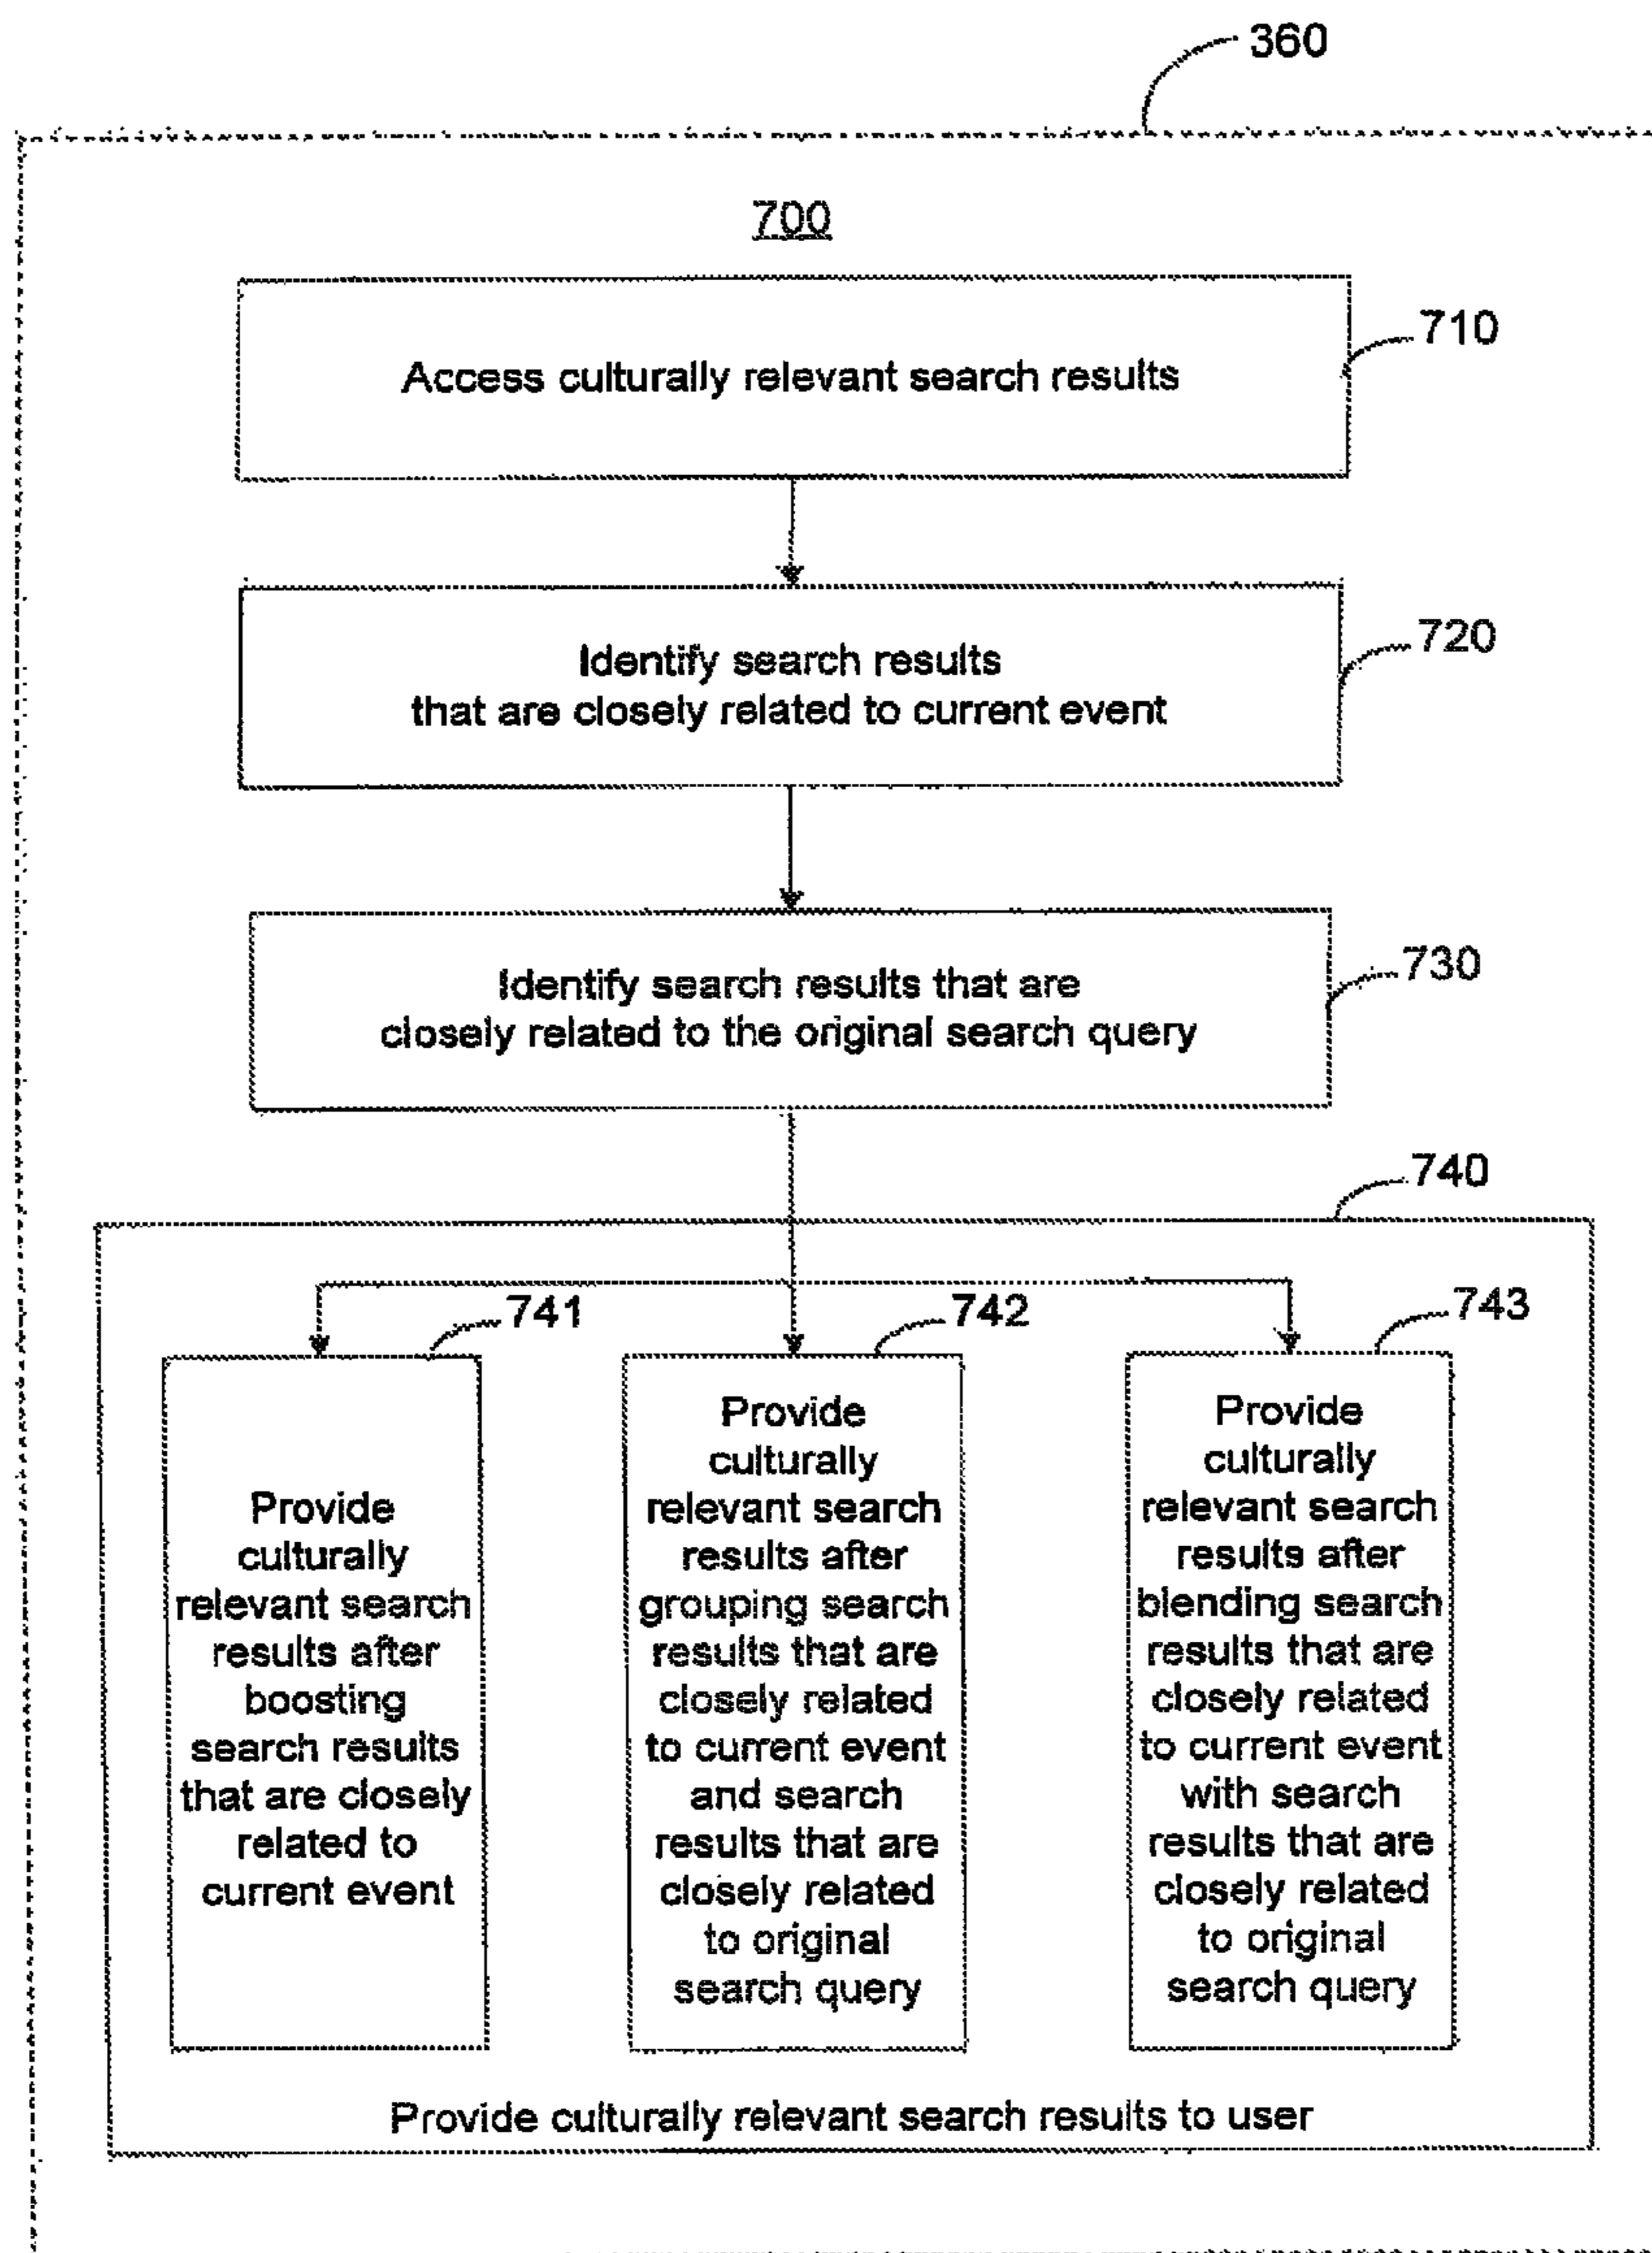 360
700
Access culturally relevant search results
710
Identify search results
that are closely related to current event
720
Identify search results that are
closely related to the original search query
730
740
741
Provide
culturally
relevant search
results after
boosting
search results
that are closely
related to
current event
742
Provide
culturally
relevant search
results after
grouping search
results that are
closely related
to current event
and search
results that are
closely related
to original
search query
743
Provide
culturally
relevant search
results after
blending search
results that are
closely related
to current event
with search
results that are
closely related
to original
search query
Provide culturally relevant search results to user